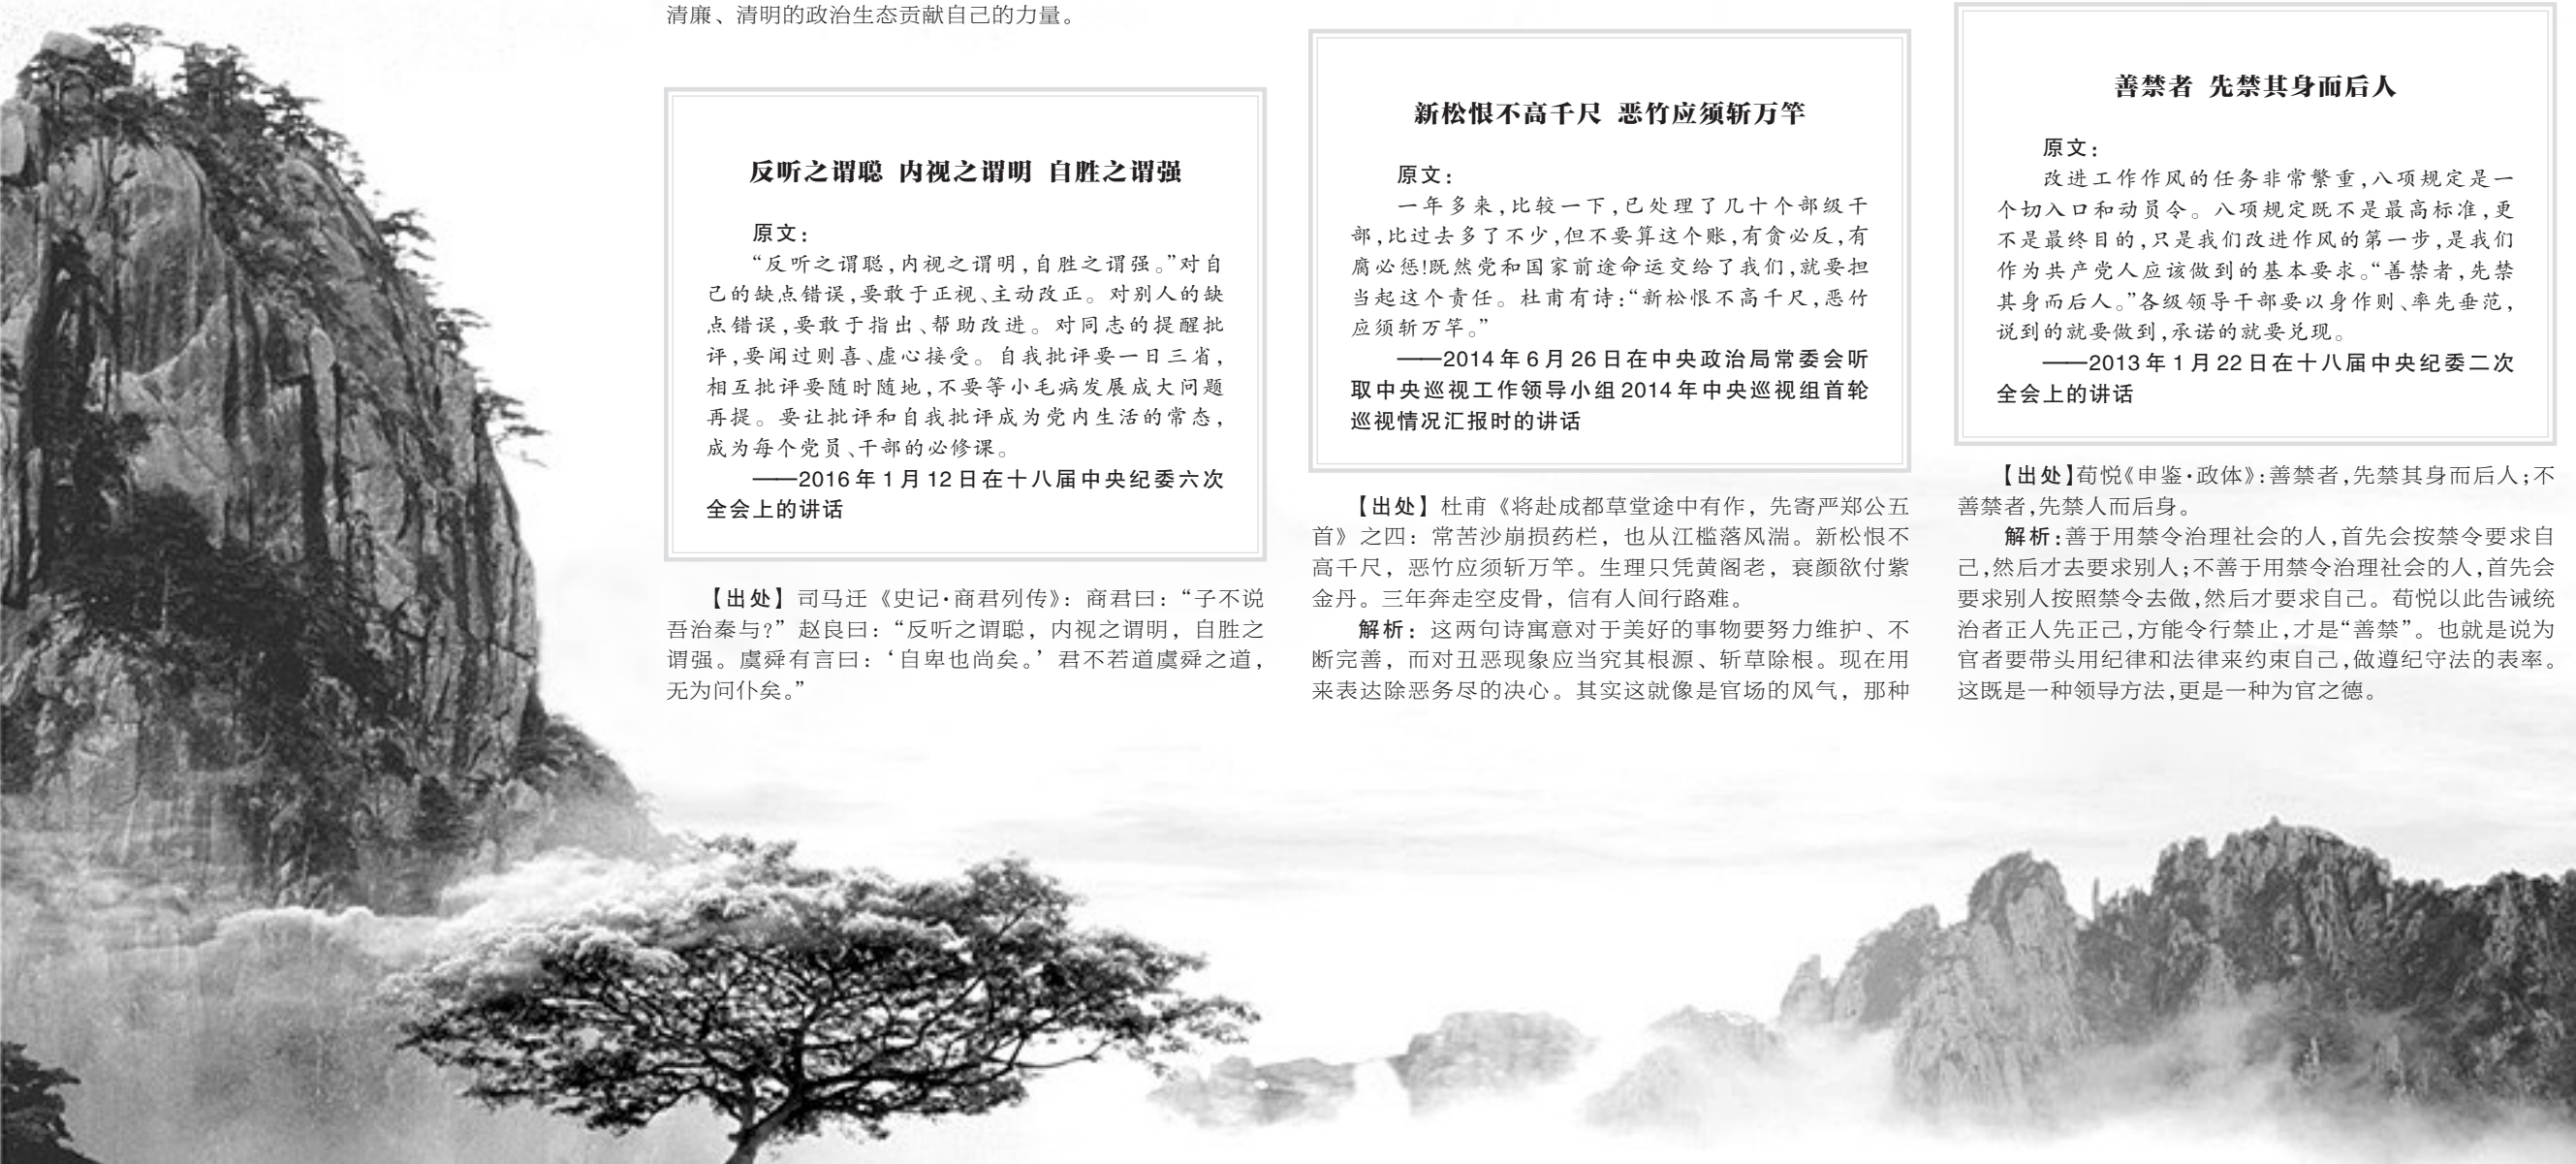 清廉、清明的政治生态贡献自己的力量。
反听之谓聪 内视之谓明 自胜之谓强
原文：
“反听之谓聪，内视之谓明，自胜之谓强。”对自
己的缺点错误，要敢于正视、主动改正。对别人的缺
点错误，要敢于指出、帮助改进。对同志的提醒批
评，要闻过则喜、虚心接受。自我批评要一日三省，
相互批评要随时随地，不要等小毛病发展成大问题
再提。要让批评和自我批评成为党内生活的常态，
成为每个党员、干部的必修课。
——2016年1月12日在十八届中央纪委六次
全会上的讲话
【出处】司马迁《史记·商君列传》：商君曰：“子不说
吾治秦与？”赵良曰：“反听之谓聪，内视之谓明，自胜之
谓强。虞舜有言曰：‘自卑也尚矣。’君不若道虞舜之道，
无为问仆矣。”
新松恨不高千尺 恶竹应须斩万竿
原文：
一年多来，比较一下，已处理了几十个部级干
部，比过去多了不少，但不要算这个账，有贪必反，有
腐必惩！既然党和国家前途命运交给了我们，就要担
当起这个责任。杜甫有诗：“新松恨不高千尺，恶竹
应须斩万竿。”
——2014年6月26日在中央政治局常委会听
取中央巡视工作领导小组2014年中央巡视组首轮
巡视情况汇报时的讲话
【出处】杜甫《将赴成都草堂途中有作，先寄严郑公五
首》之四：常苦沙崩损药栏，也从江槛落风湍。新松恨不
高千尺，恶竹应须斩万竿。生理只凭黄阁老，衰颜欲付紫
金丹。三年奔走空皮骨，信有人间行路难。
解析：这两句诗寓意对于美好的事物要努力维护、不
断完善，而对丑恶现象应当究其根源、斩草除根。现在用
来表达除恶务尽的决心。其实这就像是官场的风气，那种
善禁者 先禁其身而后人
原文：
改进工作作风的任务非常繁重，八项规定是一
个切入口和动员令。八项规定既不是最高标准，更
不是最终目的，只是我们改进作风的第一步，是我们
作为共产党人应该做到的基本要求。“善禁者，先禁
其身而后人。”各级领导干部要以身作则、率先垂范，
说到的就要做到，承诺的就要兑现。
——2013年1月22日在十八届中央纪委二次
全会上的讲话
【出处】荀悦《申鉴·政体》：善禁者，先禁其身而后人；不
善禁者，先禁人而后身。
解析：善于用禁令治理社会的人，首先会按禁令要求自
己，然后才去要求别人；不善于用禁令治理社会的人，首先会
要求别人按照禁令去做，然后才要求自己。荀悦以此告诫统
治者正人先正己，方能令行禁止，才是“善禁”。也就是说为
官者要带头用纪律和法律来约束自己，做遵纪守法的表率。
这既是一种领导方法，更是一种为官之德。